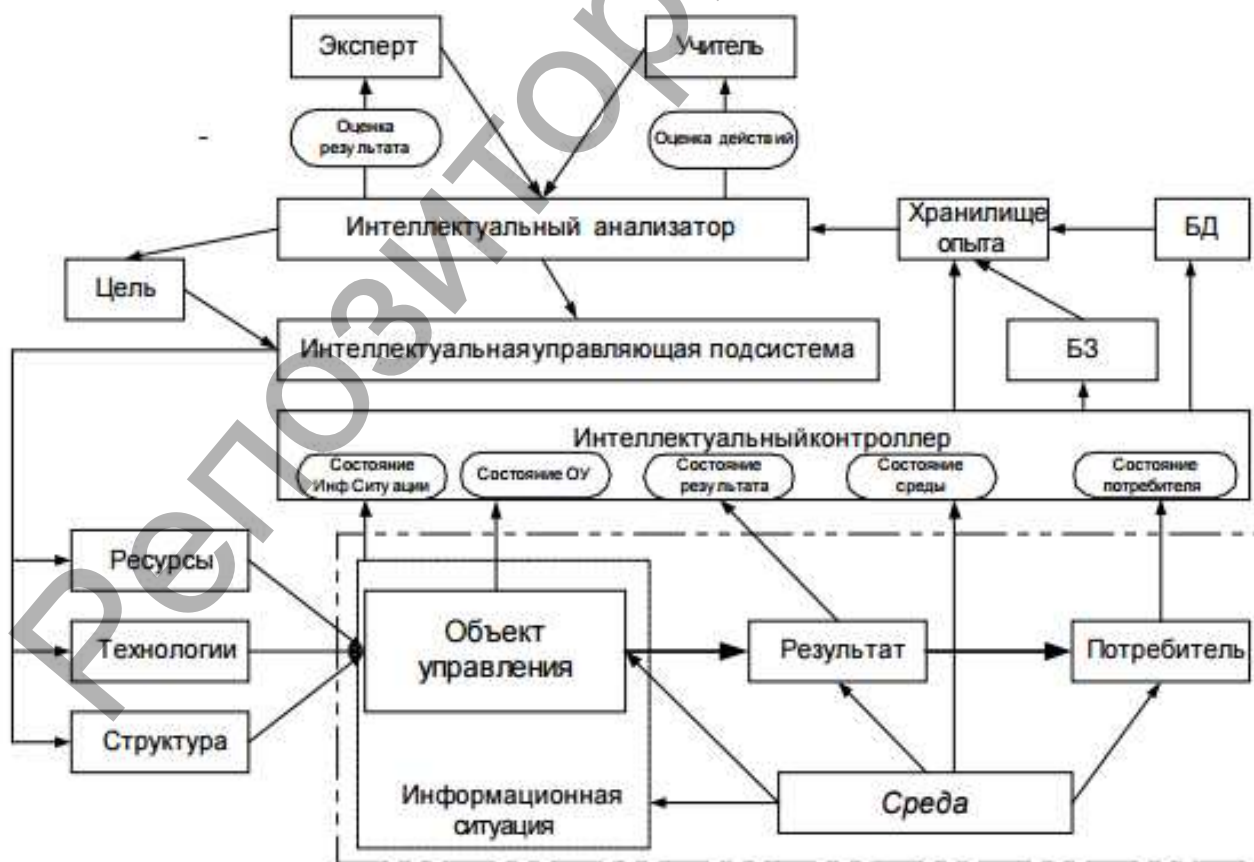 Эксперт
Учитель
Оценка
результата
Оценка действий
Интеллектуальный анализатор
Хранилище
опыта
БД
Цель
Интеллектуальнаяуправляющая подсистема
БЗ
Интеллектуальныйконтроллер
Состояние
Инф Ситуации
Состояние ОУ
Состояние
результата
Состояние
среды
Состояние
потребителя
Ресурсы
Технологии
Структура
Объект
управления
Результат
Потребитель
Информационная
ситуация
Среда
Репозитор